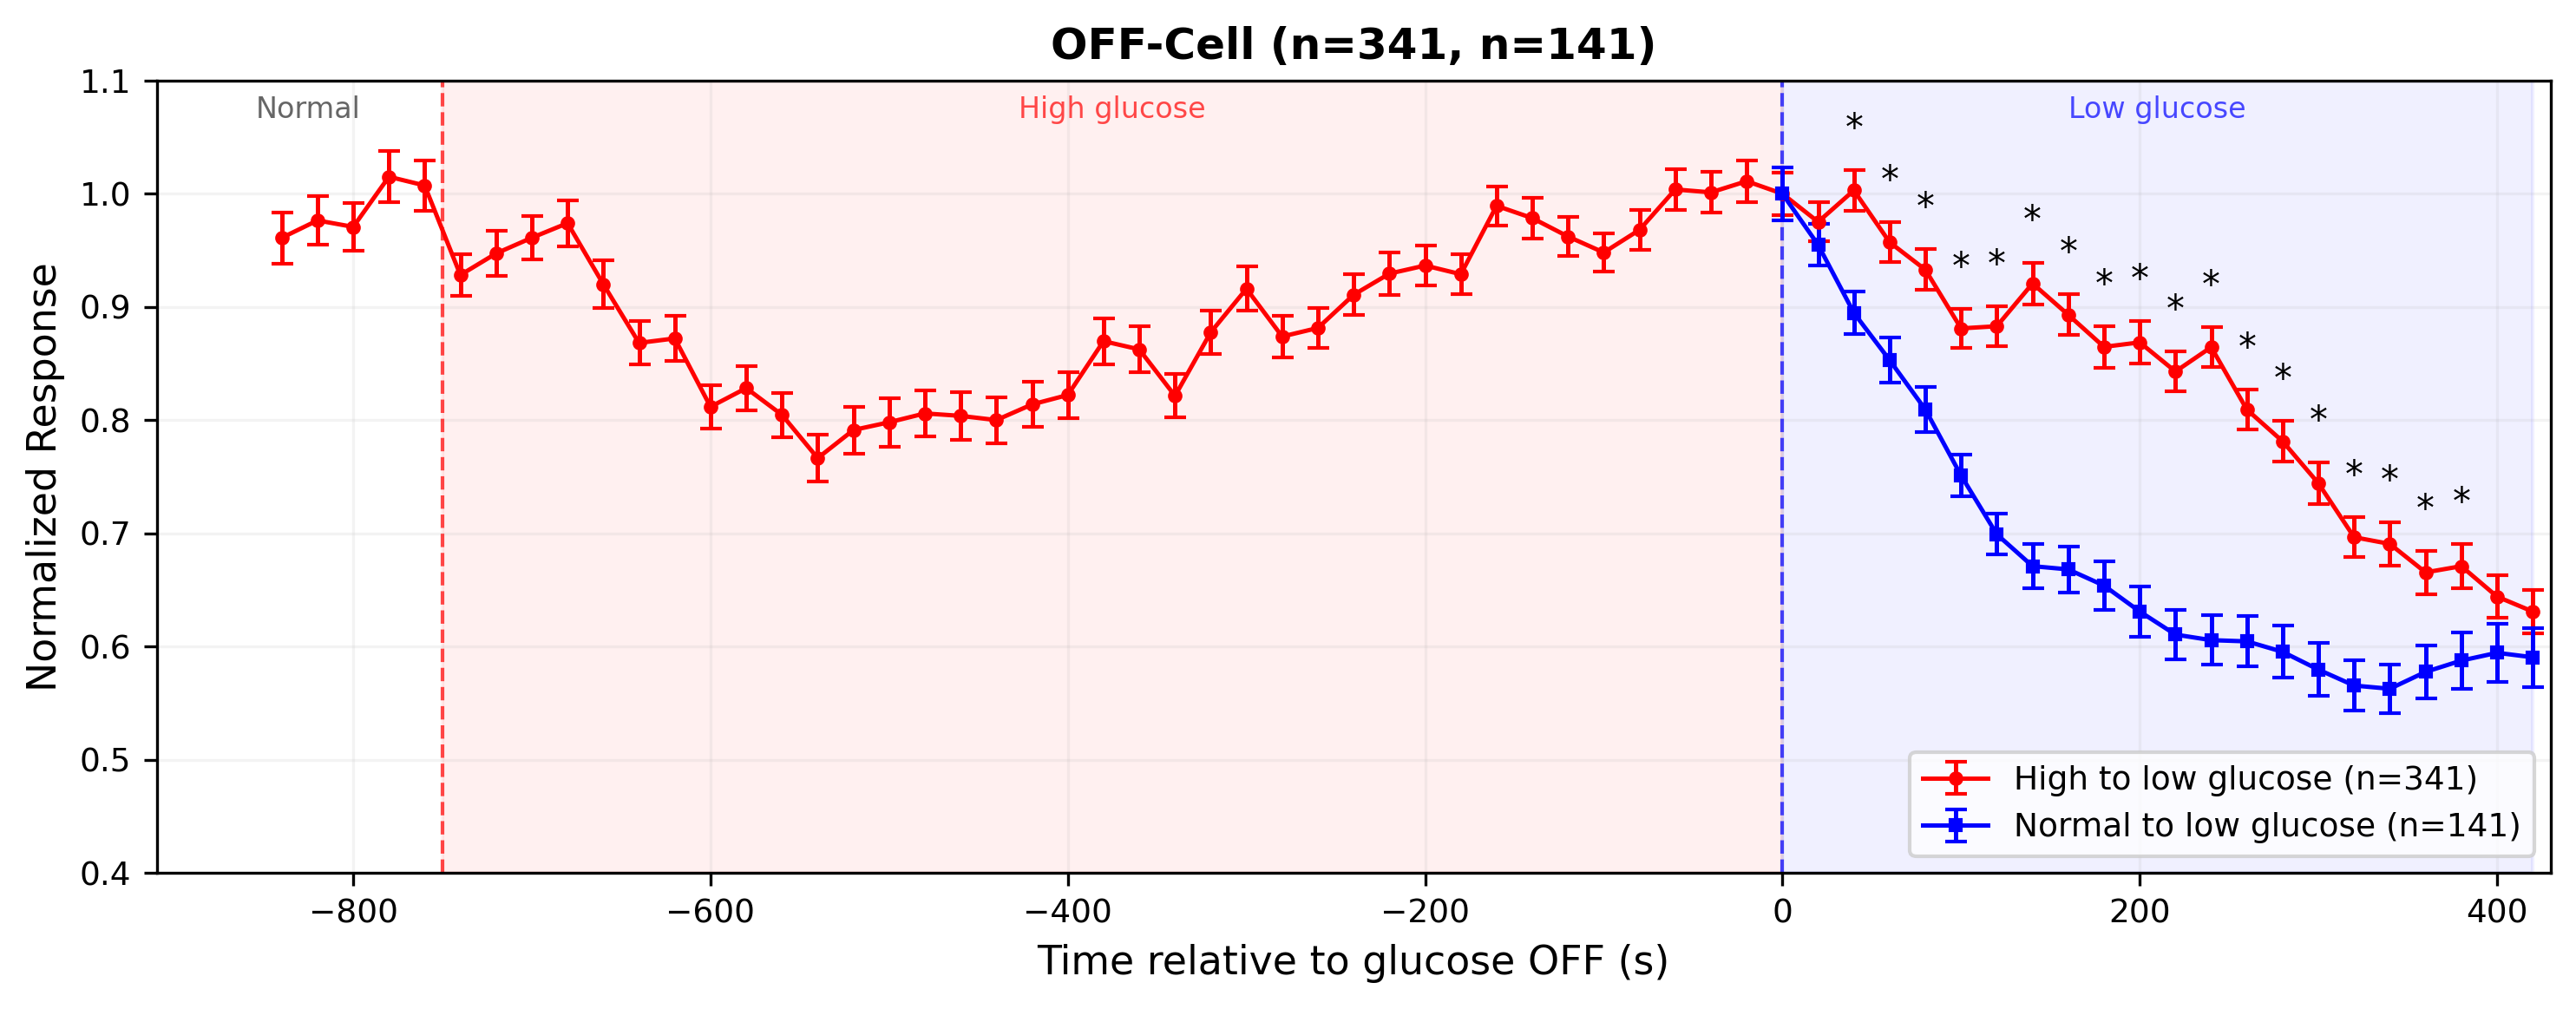 OFF-Cell (n=341, n=141)
Normal
High glucose
Low glucose
* * * * * * * * * * * * * * * * * *
Normalized Response
1.1
1.0
0.9
0.8
0.7
0.6
0.5
0.4
High to low glucose (n=341)
Normal to low glucose (n=141)
−800 −600 −400 −200 0 200 400
Time relative to glucose OFF (s)